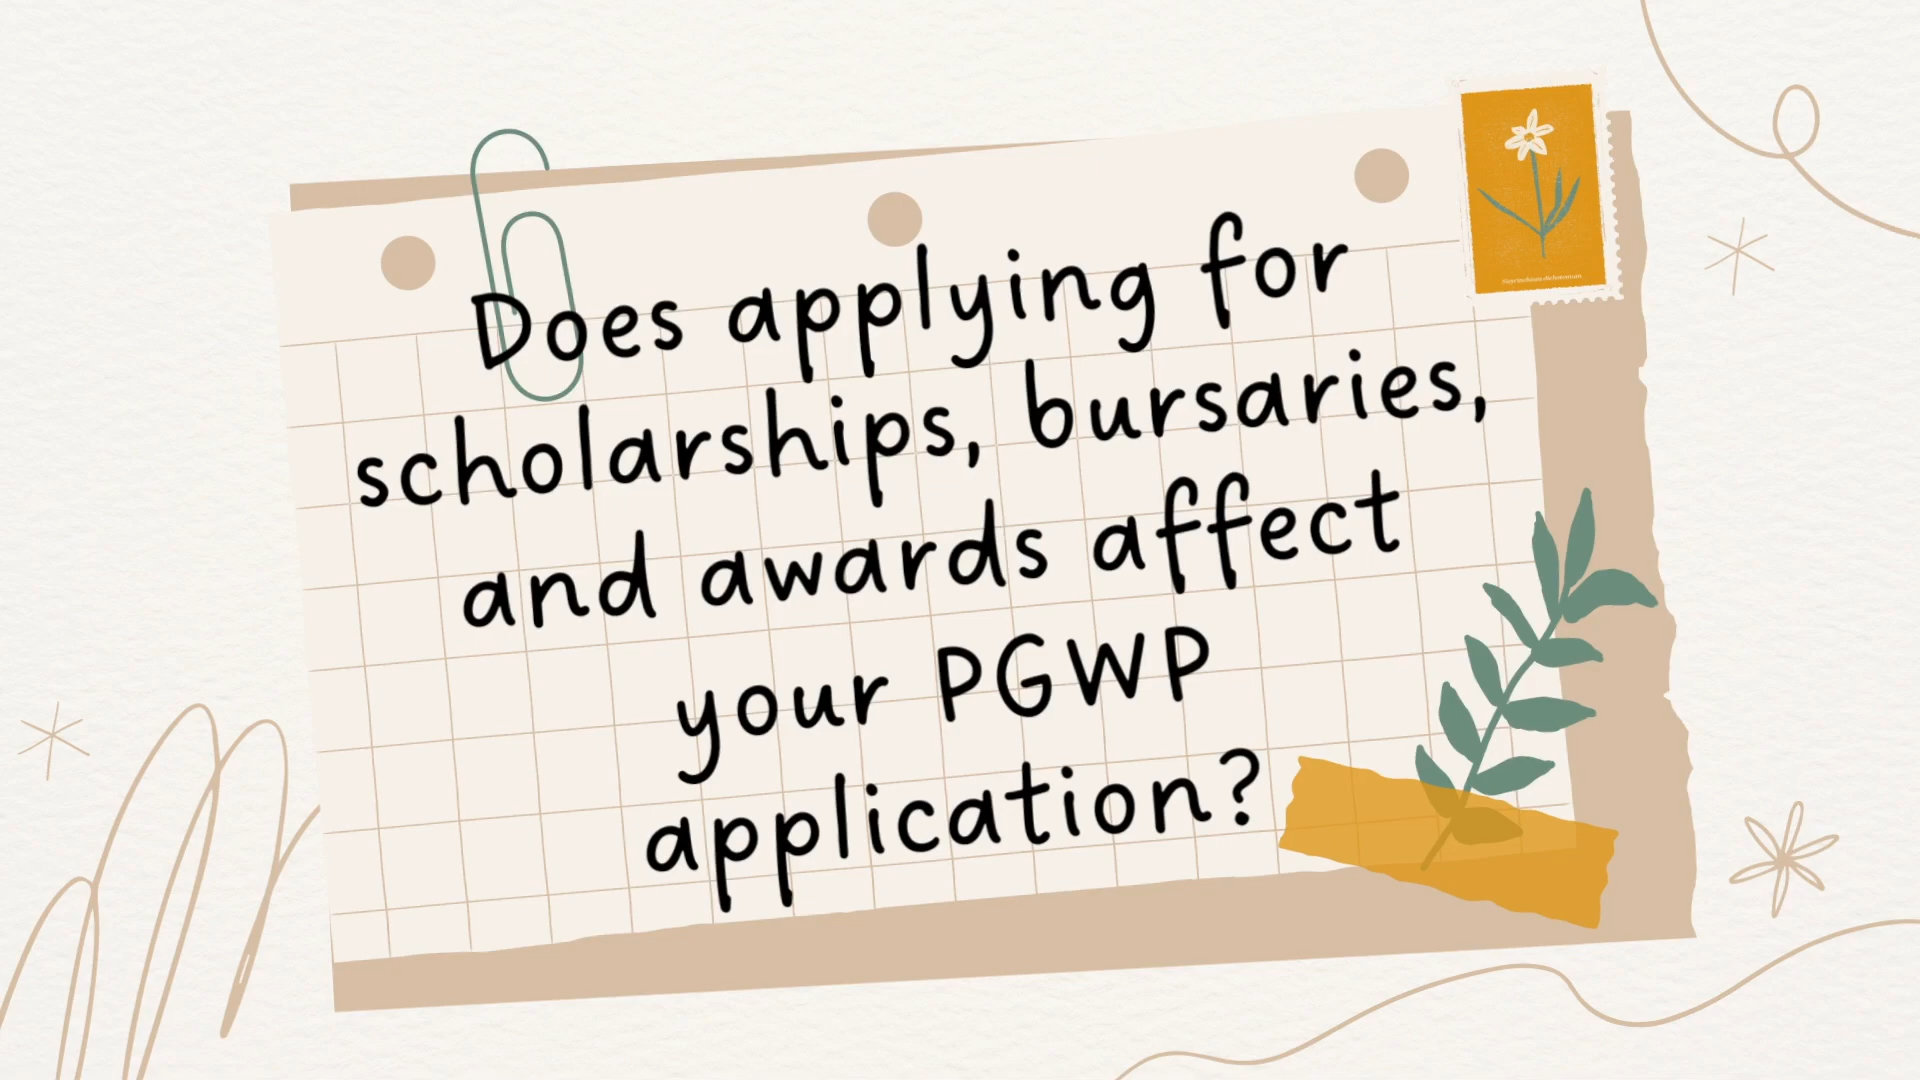 Does applying for
scholarships, bursaries,
and awards affect
your PGWP
application?